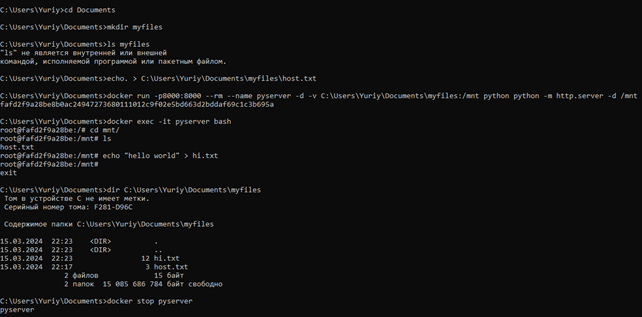 C:\Users\Yuriy>cd Documents
C:\Users\Yuriy\Documents>mkdir myfiles
C:\Users\Yuriy\Documents>ls myfiles
"ls" не является внутренней или внешней
командой, исполняемой программой или пакетным файлом.
C:\Users\Yuriy\Documents>echo. > C:\Users\Yuriy\Documents\myfiles\host.txt
C:\Users\Yuriy\Documents>docker run -p8000:8000 --rm --name pyserver -d -v C:\Users\Yuriy\Documents\myfiles:/mnt python python -m http.server -d /mnt
fafd2f9a28be8b0ac24947273680111012c9f02e5bd663d2bddaf69c1c3b695a
C:\Users\Yuriy\Documents>docker exec -it pyserver bash
root@fafd2f9a28be:/# cd mnt/
root@fafd2f9a28be:/mnt# ls
host.txt
root@fafd2f9a28be:/mnt# echo "hello world" > hi.txt
root@fafd2f9a28be:/mnt#
exit
C:\Users\Yuriy\Documents>dir C:\Users\Yuriy\Documents\myfiles
Том в устройстве C не имеет метки.
Серийный номер тома: F281-D96C
Содержимое папки C:\Users\Yuriy\Documents\myfiles
15.03.2024 22:23 <DIR> .
15.03.2024 22:23 <DIR> ..
15.03.2024 22:23 12 hi.txt
15.03.2024 22:17 3 host.txt
2 файлов 15 байт
2 папок 15 085 686 784 байт свободно
C:\Users\Yuriy\Documents>docker stop pyserver
pyserver